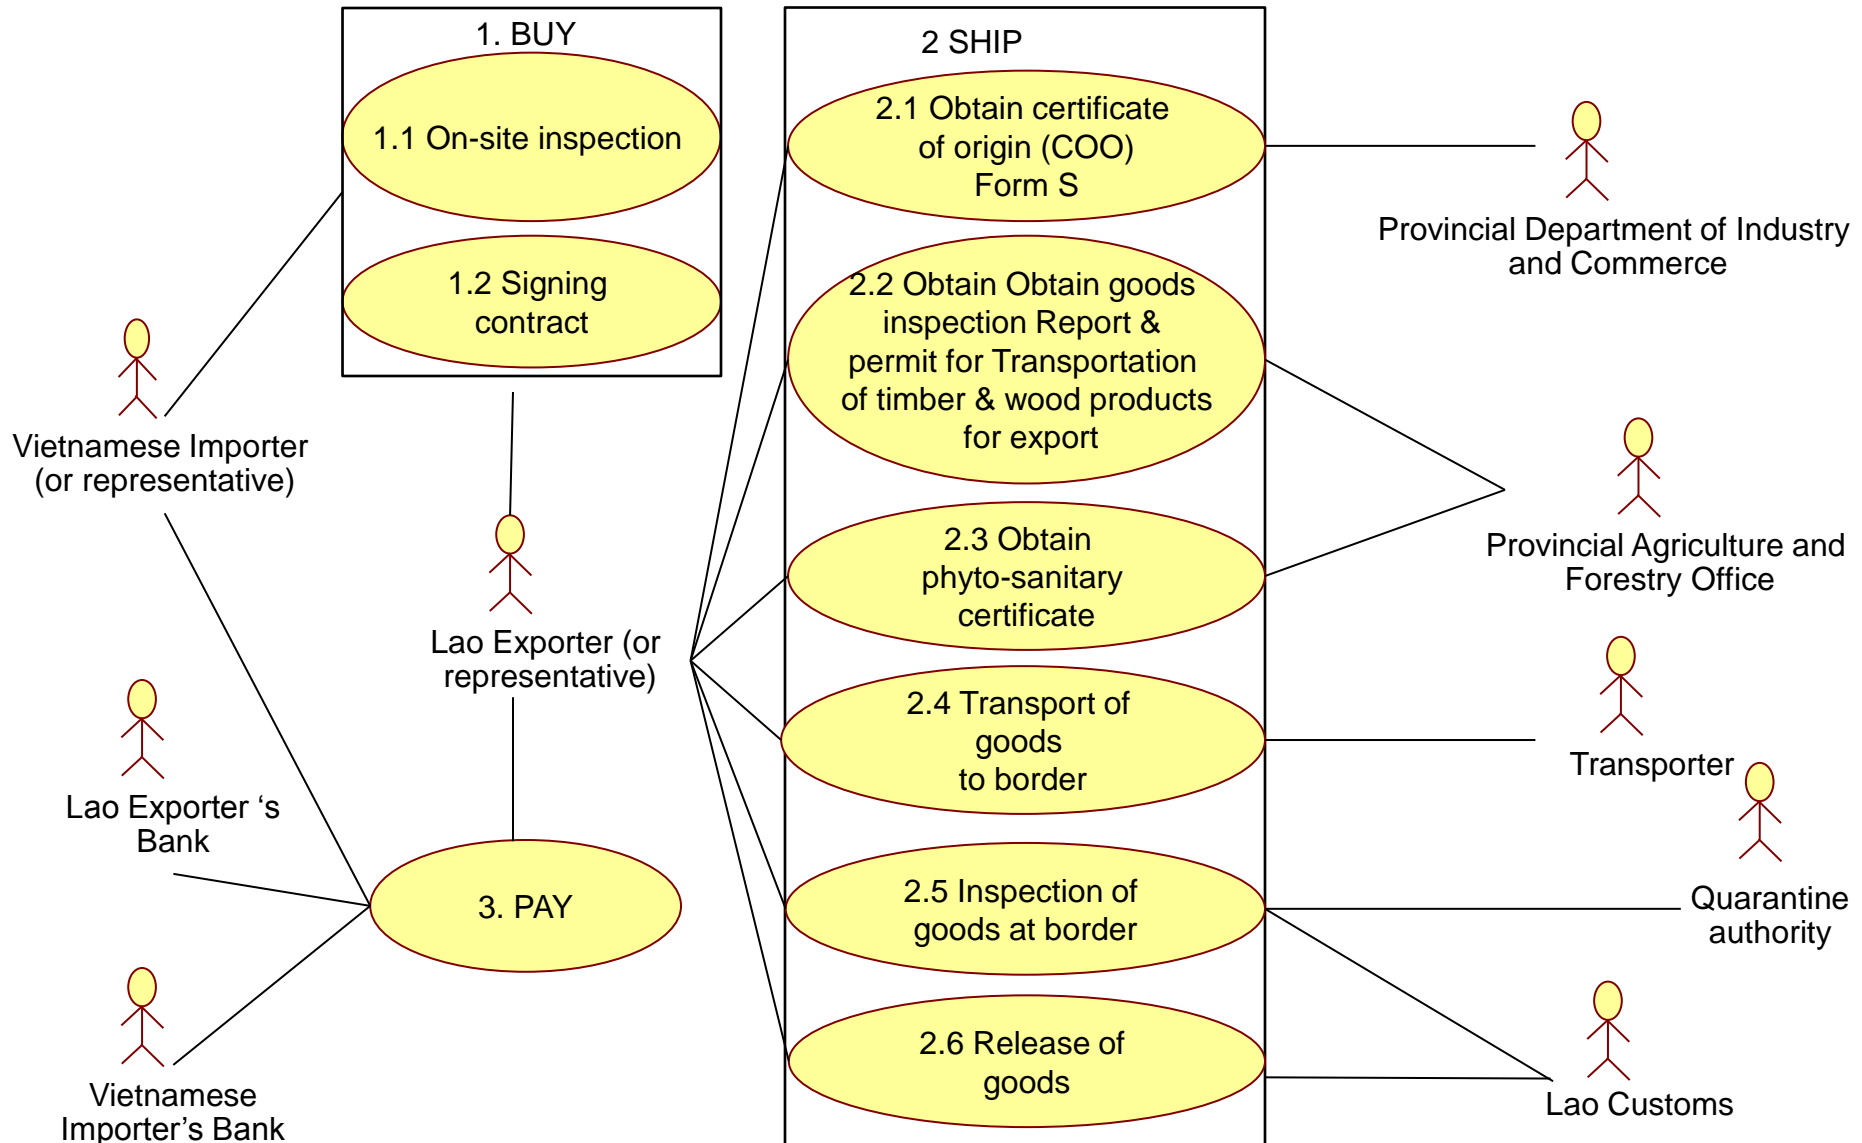 1. BUY
1.1 On-site inspection
1.2 Signing
contract
Vietnamese Importer
(or representative)
Lao Exporter (or
representative)
Lao Exporter ‘s
Bank
3. PAY
Vietnamese
Importer’s Bank
2 SHIP
2.1 Obtain certificate
of origin (COO)
Form S
2.2 Obtain Obtain goods
inspection Report &
permit for Transportation
of timber & wood products
for export
2.3 Obtain
phyto-sanitary
certificate
2.4 Transport of
goods
to border
2.5 Inspection of
goods at border
2.6 Release of
goods
Provincial Department of Industry
and Commerce
Provincial Agriculture and
Forestry Office
Transporter
Quarantine
authority
Lao Customs